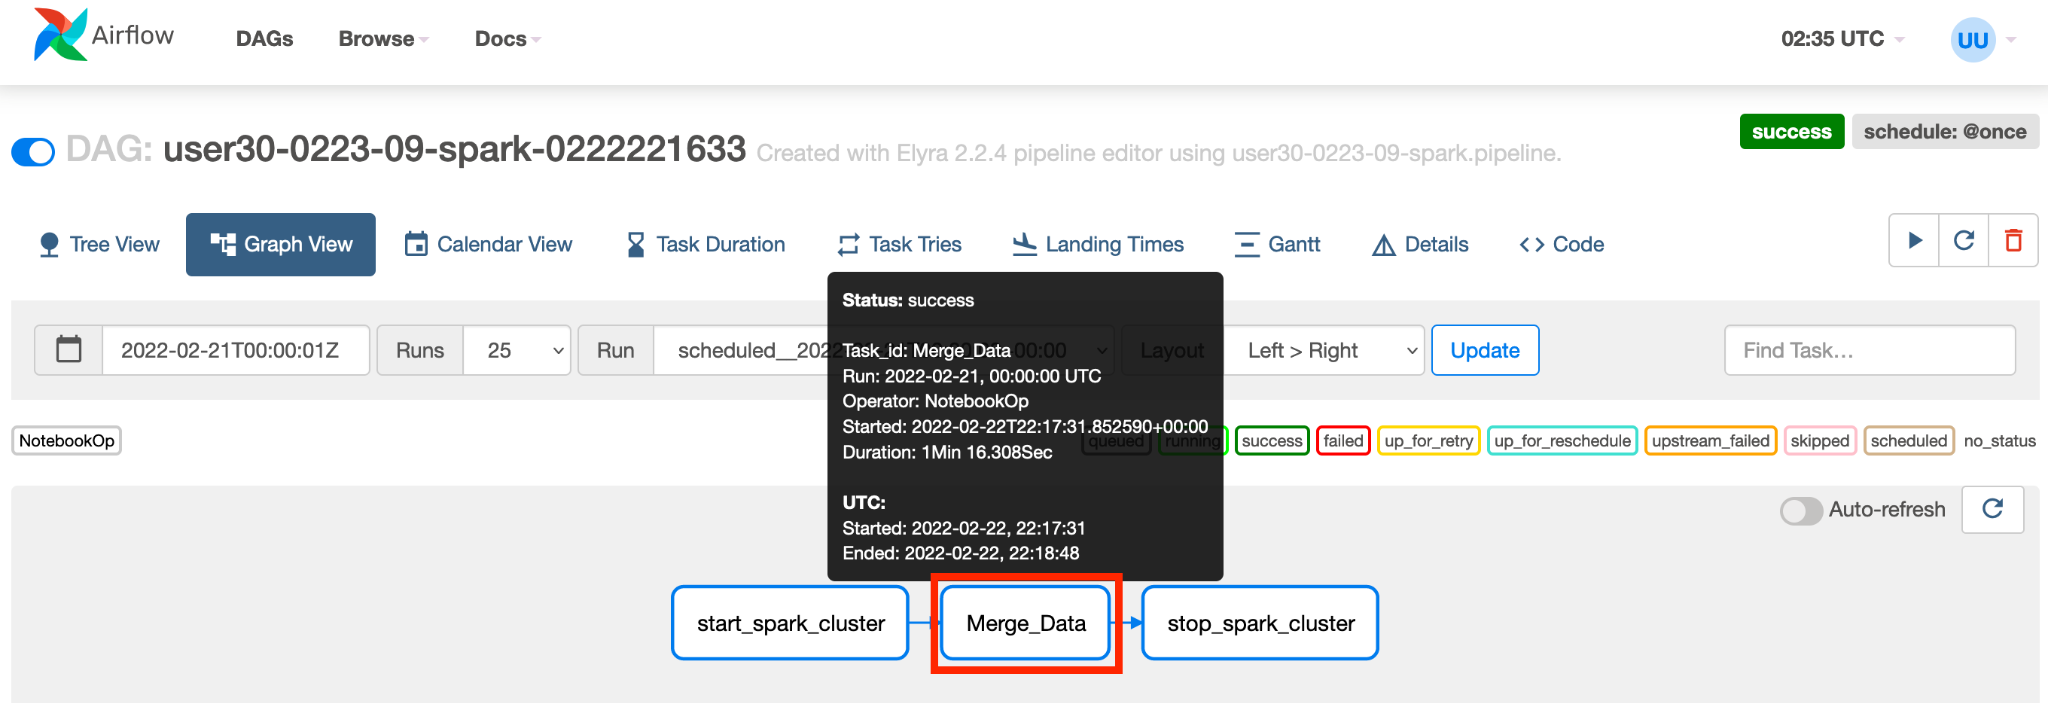 Airflow DAGs Browse Docs 02:35 UTC UU
success schedule: @once
DAG: user30-0223-09-spark-0222221633 Created with Elyra 2.2.4 pipeline editor using user30-0223-09-spark.pipeline.
Tree View Graph View Calendar View Task Duration Task Tries Landing Times Gantt Details Code
Status: success
2022-02-21T00:00:01Z Runs 25 Run scheduled__202 00:00 Layout Left > Right Update Find Task...
Task_id: Merge_Data
Run: 2022-02-21, 00:00:00 UTC
Operator: NotebookOp
Started: 2022-02-22T22:17:31.852590+00:00
Duration: 1Min 16.308Sec
NotebookOp queued running success failed up_for_retry up_for_reschedule upstream_failed skipped scheduled no_status
UTC:
Started: 2022-02-22, 22:17:31
Ended: 2022-02-22, 22:18:48
Auto-refresh
start_spark_cluster Merge_Data stop_spark_cluster